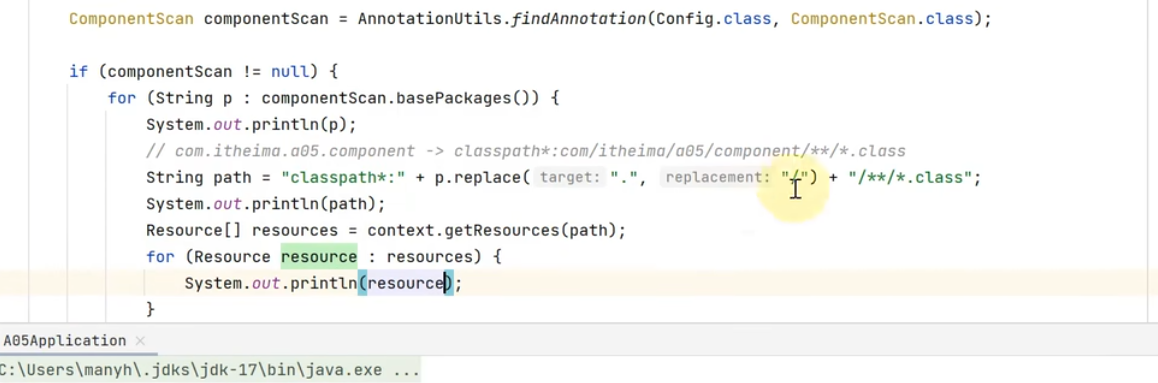 ComponentScan componentScan = AnnotationUtils.findAnnotation(Config.class, ComponentScan.class);
if (componentScan != null) {
for (String p : componentScan.basePackages()) {
System.out.println(p);
// com.itheima.a05.component -> classpath*:com/itheima/a05/component/**/*.class
String path = "classpath*:" + p.replace( target: ".", replacement: "/") + "/**/*.class";
System.out.println(path);
Resource[] resources = context.getResources(path);
for (Resource resource : resources) {
System.out.println(resource);
}
A05Application ×
C:\Users\manyh\.jdks\jdk-17\bin\java.exe ...